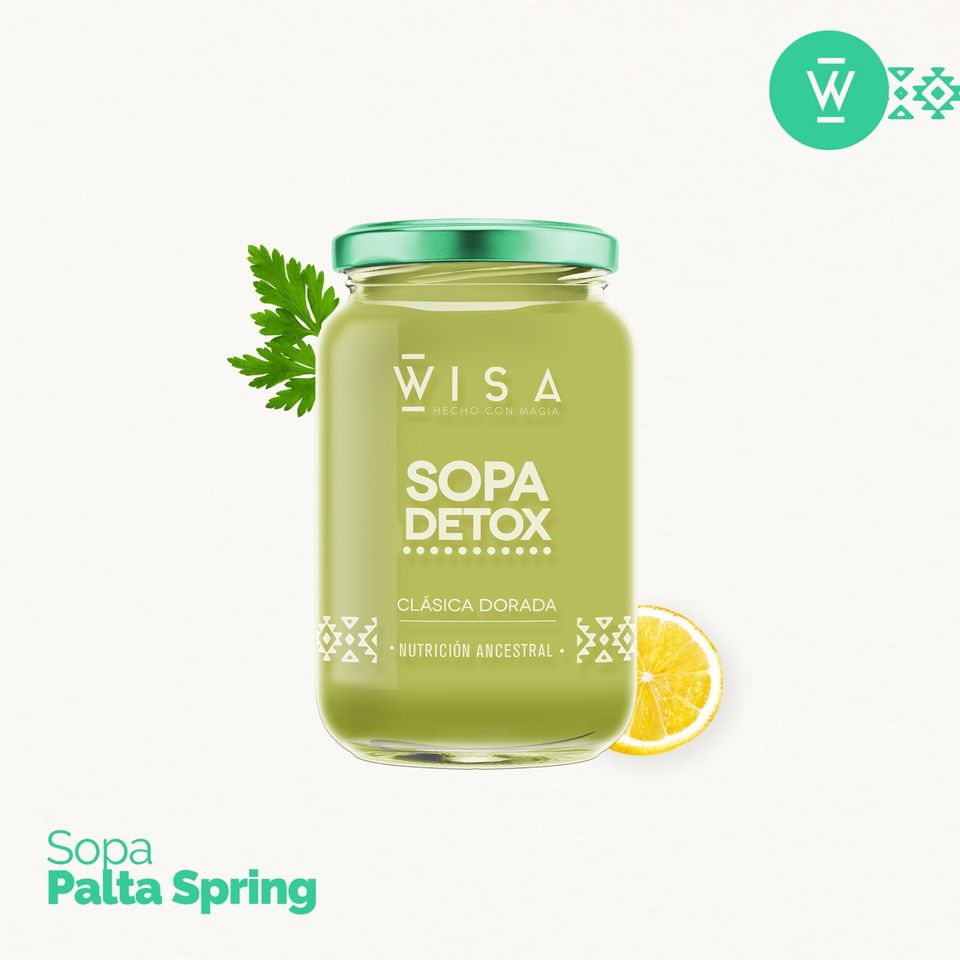 W
WISA
HECHO CON MAGIA
SOPA
DETOX
CLÁSICA DORADA
• NUTRICIÓN ANCESTRAL •
Sopa
Palta Spring